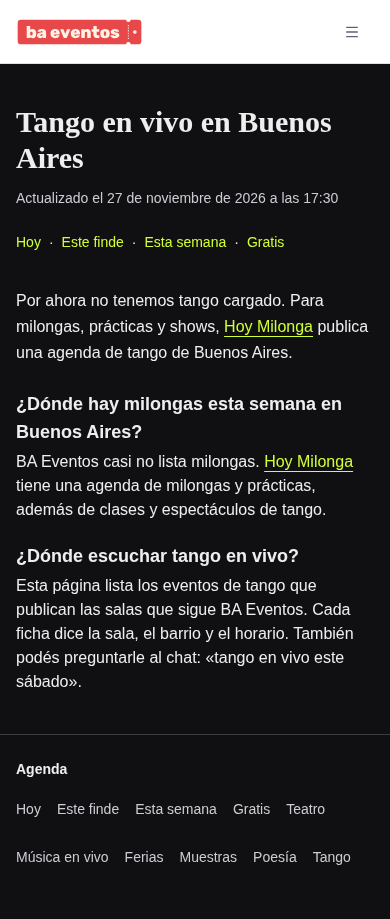 ba eventos
Tango en vivo en Buenos
Aires
Actualizado el 27 de noviembre de 2026 a las 17:30
Hoy · Este finde · Esta semana · Gratis
Por ahora no tenemos tango cargado. Para
milongas, prácticas y shows, Hoy Milonga publica
una agenda de tango de Buenos Aires.
¿Dónde hay milongas esta semana en
Buenos Aires?
BA Eventos casi no lista milongas. Hoy Milonga
tiene una agenda de milongas y prácticas,
además de clases y espectáculos de tango.
¿Dónde escuchar tango en vivo?
Esta página lista los eventos de tango que
publican las salas que sigue BA Eventos. Cada
ficha dice la sala, el barrio y el horario. También
podés preguntarle al chat: «tango en vivo este
sábado».
Agenda
Hoy Este finde Esta semana Gratis Teatro
Música en vivo Ferias Muestras Poesía Tango